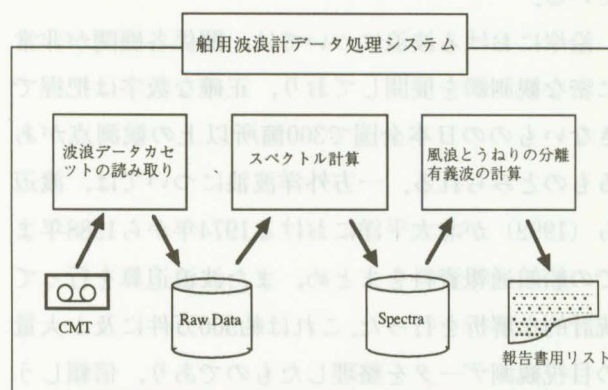 舶用波浪計データ処理システム
波浪データカセ
ットの読み取り
スペクトル計算
風浪とうねりの分離
有義波の計算
CMT
Raw Data
Spectra
報告書用リスト